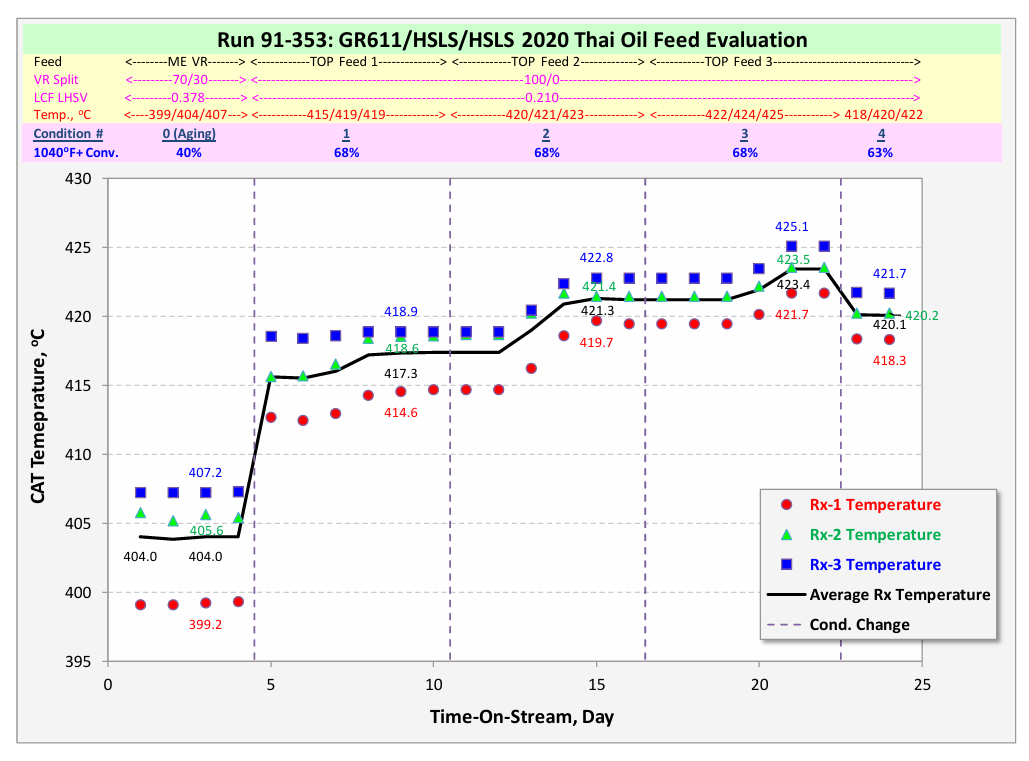 Run 91-353: GR611/HSLS/HSLS 2020 Thai Oil Feed Evaluation
Feed <--------ME VR------> <----------TOP Feed 1-----------> <----------TOP Feed 2-----------> <---------TOP Feed 3------------------------>
VR Split <---------70/30-------> <---------------------------------100/0----------------------------------->
LCF LHSV <---------0.378-------> <---------------------------------0.210----------------------------------->
Temp., °C <----399/404/407---> <----------415/419/419-----------> <---------420/421/423---------> <---------422/424/425----------> 418/420/422
Condition # 0 (Aging) 1 2 3 4
1040°F+ Conv. 40% 68% 68% 68% 63%
430
425
420
415
410
405
400
395
CAT Temeprature, °C
407.2
405.6
404.0 404.0
399.2
418.9
418.6
417.3
414.6
422.8
421.4
421.3
419.7
425.1
423.5
423.4
421.7
421.7
420.2
420.1
418.3
Rx-1 Temperature
Rx-2 Temperature
Rx-3 Temperature
Average Rx Temperature
Cond. Change
0 5 10 15 20 25
Time-On-Stream, Day